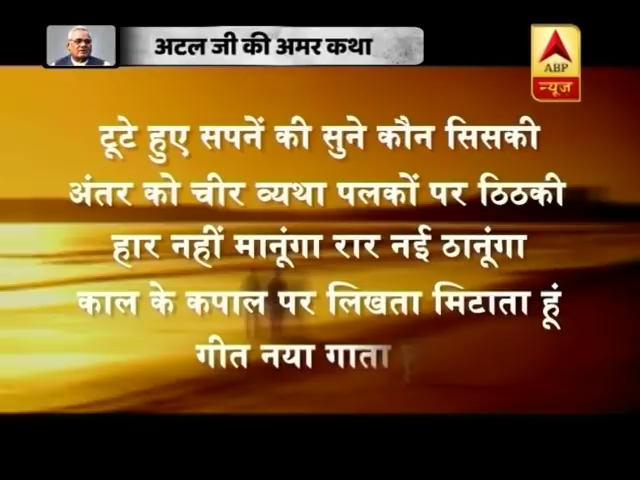 अटल जी की अमर कथा
ABP
न्यूज़
टूटे हुए सपनें की सुने कौन सिसकी
अंतर को चीर व्यथा पलकों पर ठिठकी
हार नहीं मानूंगा रार नई ठानूंगा
काल के कपाल पर लिखता मिटाता हूं
गीत नया गाता